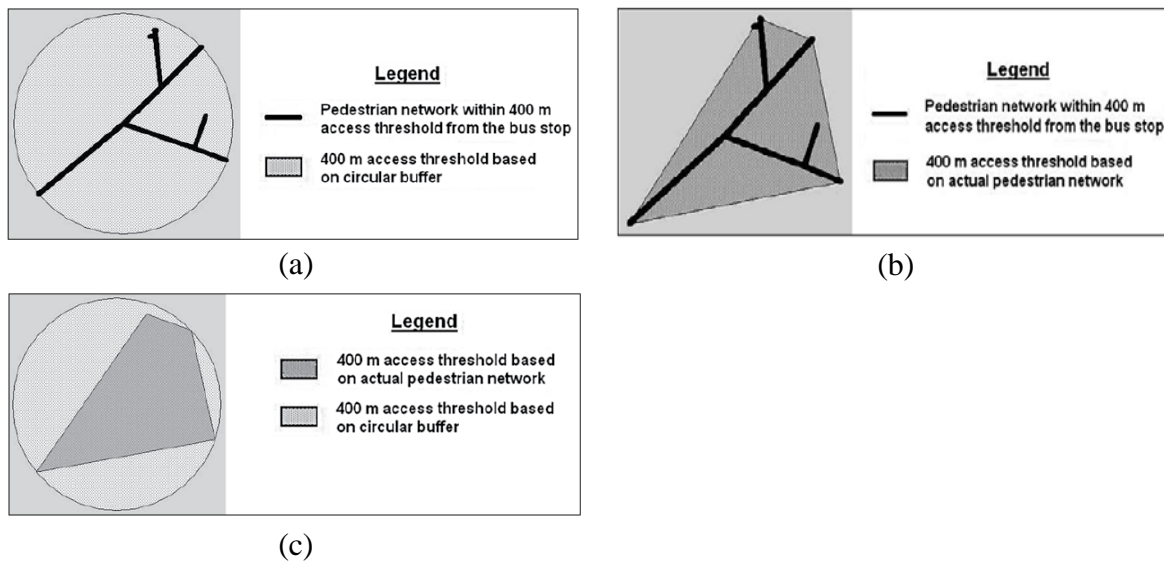 Legend
Pedestrian network within 400 m
access threshold from the bus stop
400 m access threshold based
on circular buffer
(a)
Legend
Pedestrian network within 400 m
access threshold from the bus stop
400 m access threshold based
on actual pedestrian network
(b)
Legend
400 m access threshold based
on actual pedestrian network
400 m access threshold based
on circular buffer
(c)